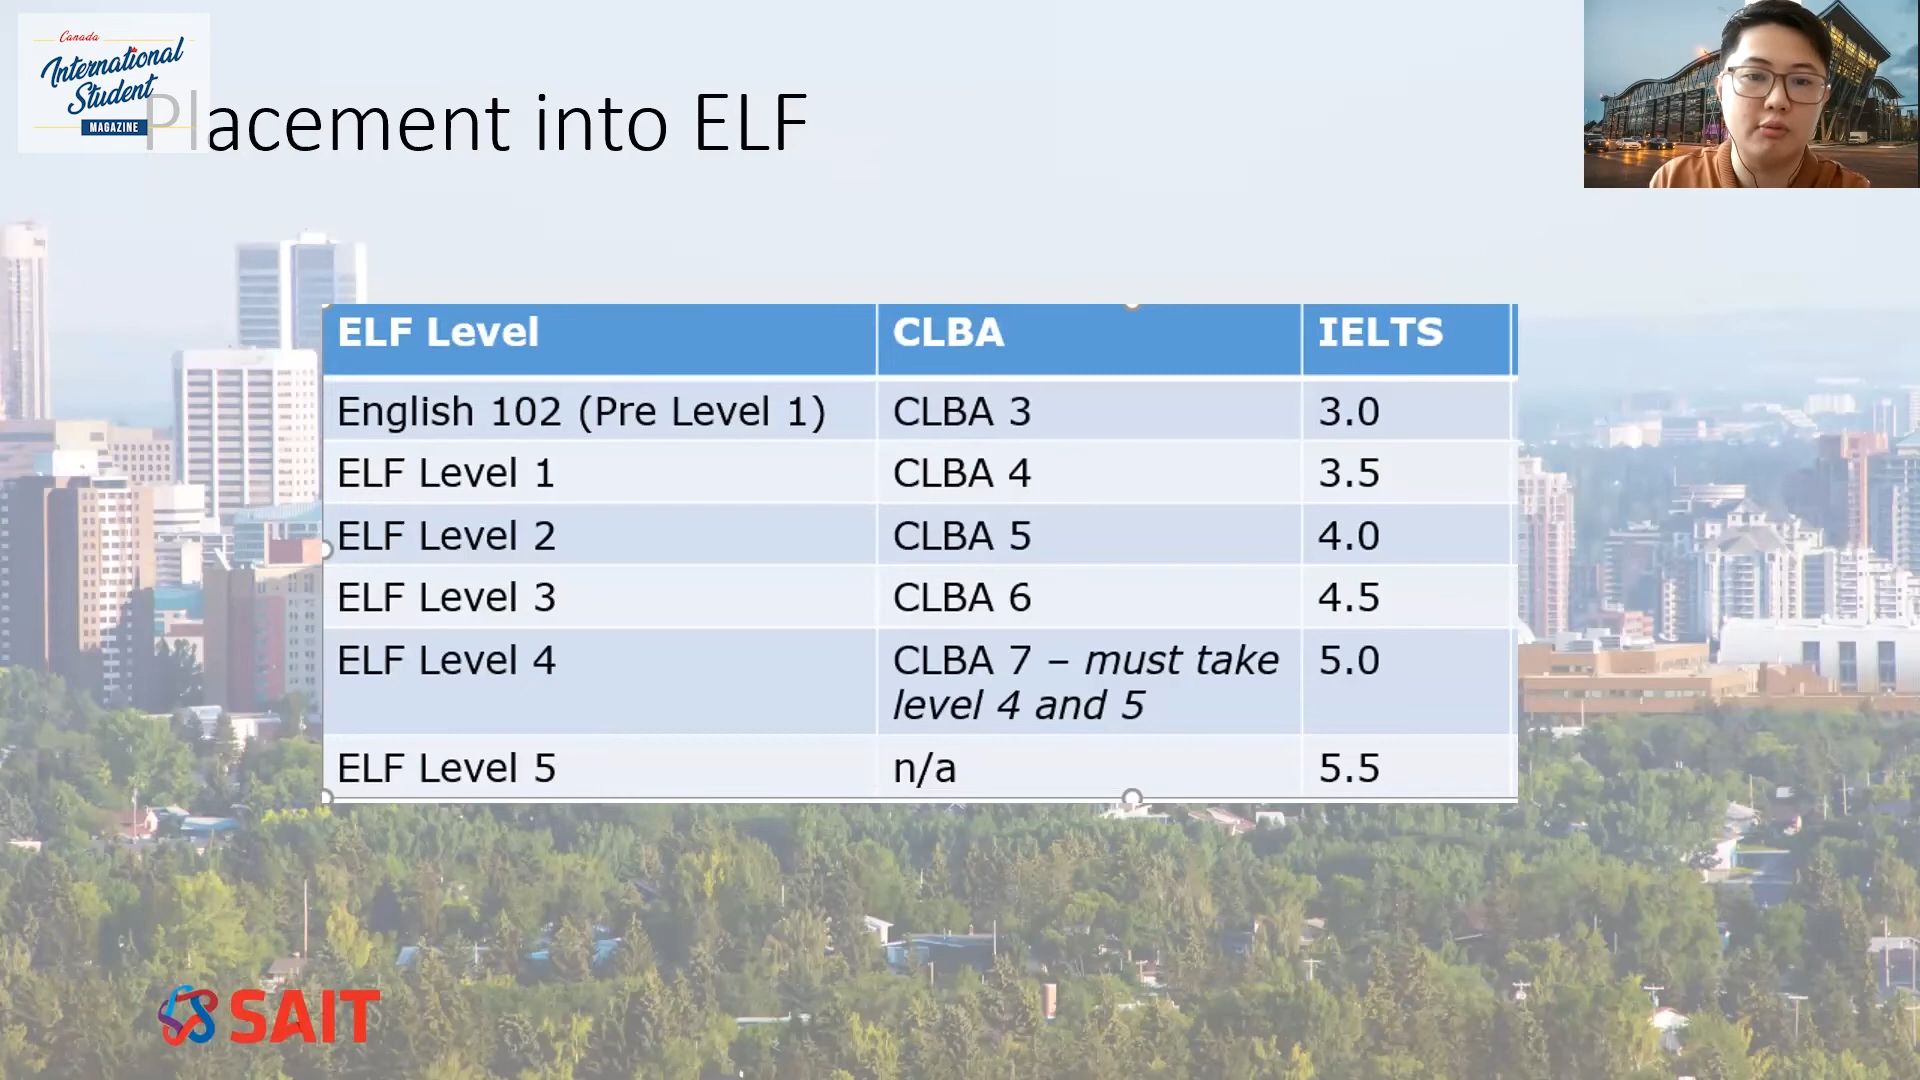 Canada
International
Student
MAGAZINE
Placement into ELF
ELF Level CLBA IELTS
English 102 (Pre Level 1) CLBA 3 3.0
ELF Level 1 CLBA 4 3.5
ELF Level 2 CLBA 5 4.0
ELF Level 3 CLBA 6 4.5
ELF Level 4 CLBA 7 – must take 5.0
level 4 and 5
ELF Level 5 n/a 5.5
SAIT